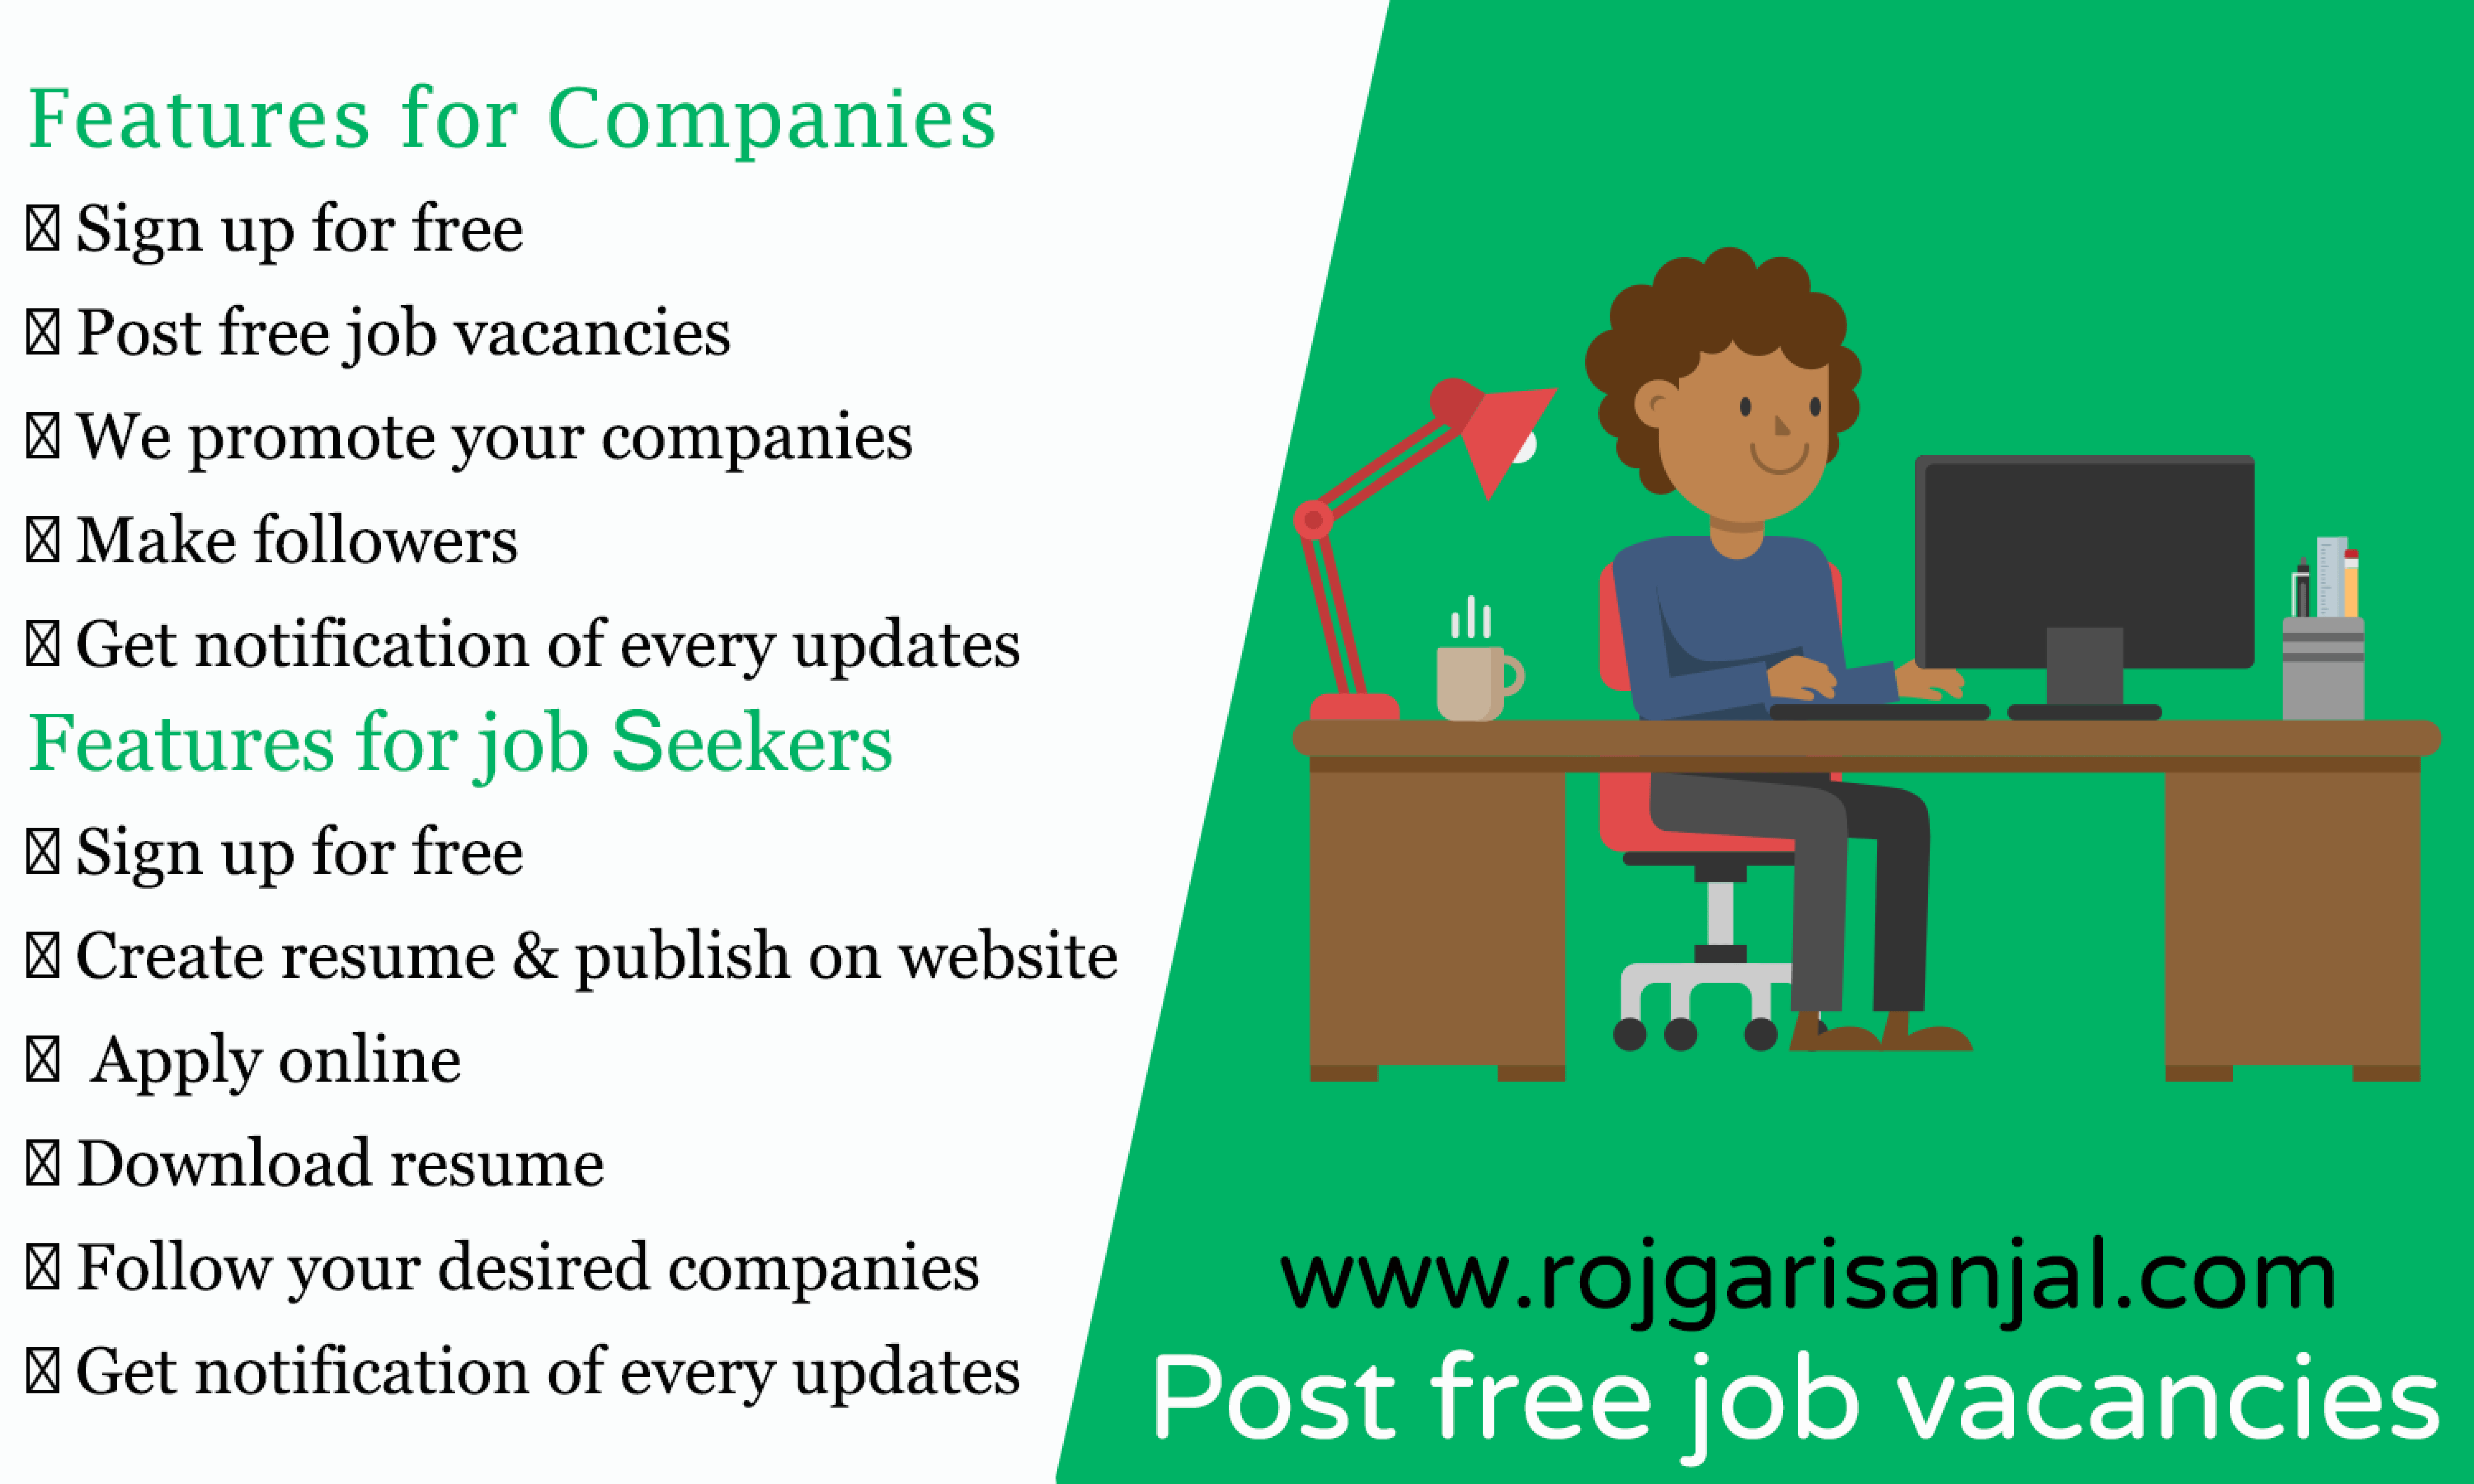 Features for Companies
Sign up for free
Post free job vacancies
We promote your companies
Make followers
Get notification of every updates
Features for job Seekers
Sign up for free
Create resume & publish on website
Apply online
Download resume
Follow your desired companies
Get notification of every updates
www.rojgarisanjal.com
Post free job vacancies